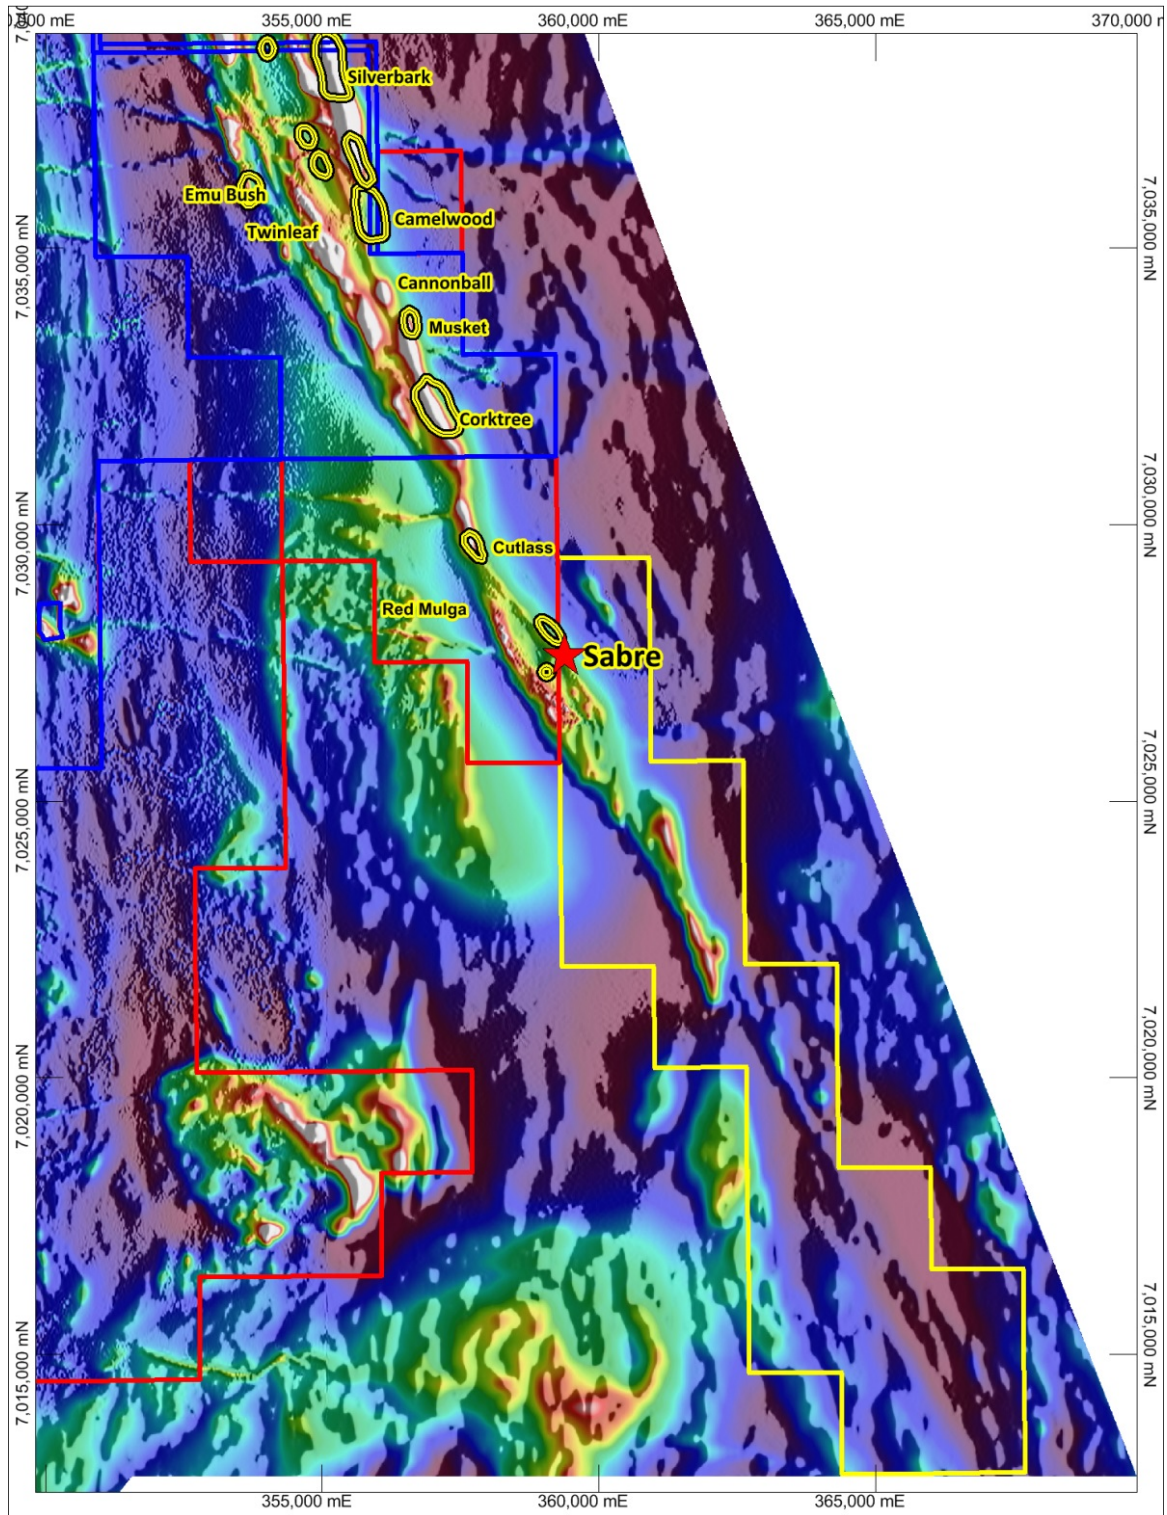 355,000 mE
360,000 mE
365,000 mE
Silverbark
Emu Bush
Twinleaf
Camelwood
Cannonball
Musket
Corktree
Cutlass
Red Mulga
Sabre
7,035,000 mN
7,030,000 mN
7,025,000 mN
7,020,000 mN
7,015,000 mN
7,035,000 mN
7,030,000 mN
7,025,000 mN
7,020,000 mN
7,015,000 mN
355,000 mE
360,000 mE
365,000 mE